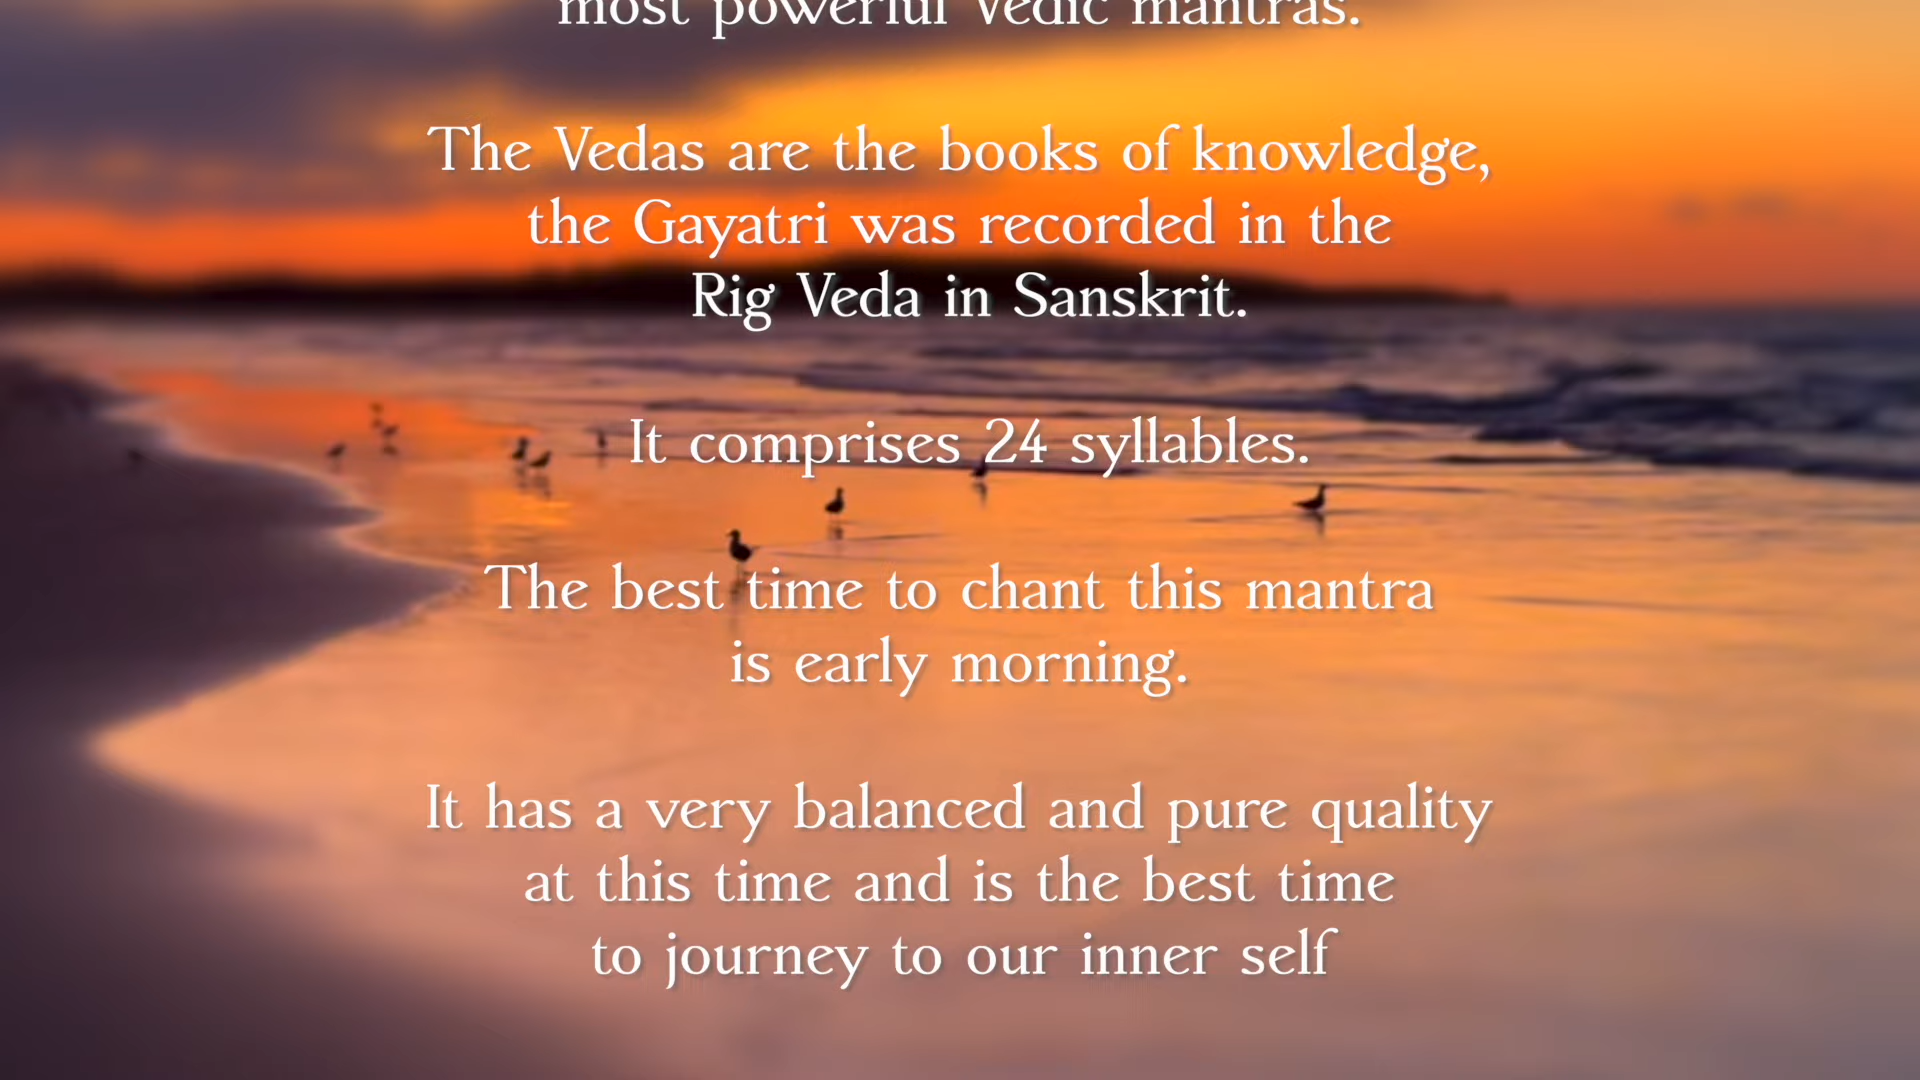 most powerful Vedic mantras.
The Vedas are the books of knowledge,
the Gayatri was recorded in the
Rig Veda in Sanskrit.
It comprises 24 syllables.
The best time to chant this mantra
is early morning.
It has a very balanced and pure quality
at this time and is the best time
to journey to our inner self